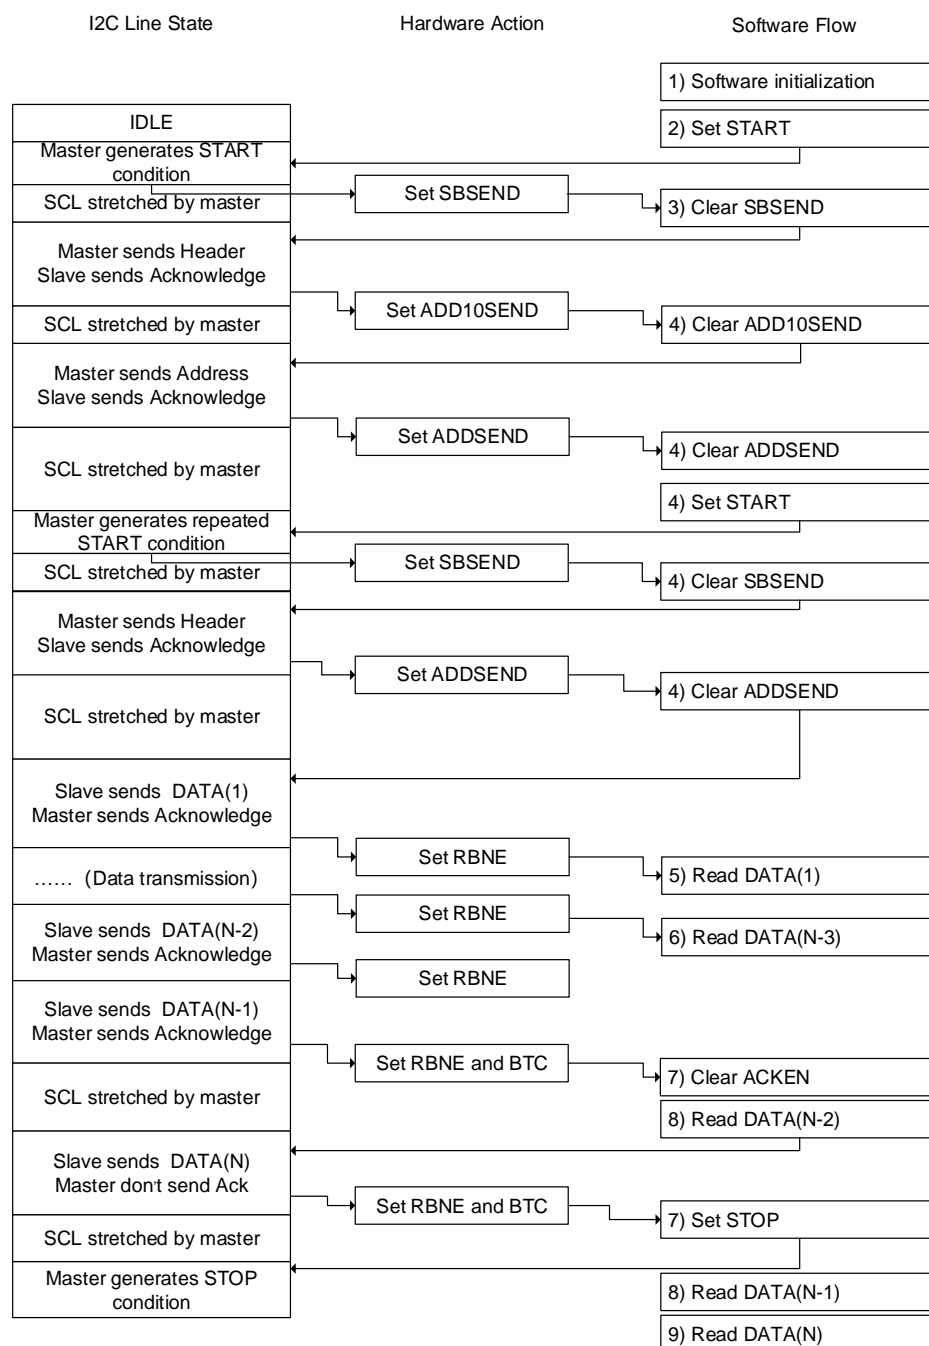 I2C Line State
Hardware Action
Software Flow
1) Software initialization
IDLE
2) Set START
Master generates START
condition
SCL stretched by master
Set SBSEND
3) Clear SBSEND
Master sends Header
Slave sends Acknowledge
Set ADD10SEND
SCL stretched by master
4) Clear ADD10SEND
Master sends Address
Slave sends Acknowledge
Set ADDSEND
4) Clear ADDSEND
SCL stretched by master
4) Set START
Master generates repeated
START condition
Set SBSEND
SCL stretched by master
4) Clear SBSEND
Master sends Header
Slave sends Acknowledge
Set ADDSEND
4) Clear ADDSEND
SCL stretched by master
Slave sends DATA(1)
Master sends Acknowledge
Set RBNE
5) Read DATA(1)
…… (Data transmission)
Set RBNE
6) Read DATA(N-3)
Slave sends DATA(N-2)
Master sends Acknowledge
Set RBNE
Slave sends DATA(N-1)
Master sends Acknowledge
Set RBNE and BTC
7) Clear ACKEN
SCL stretched by master
8) Read DATA(N-2)
Slave sends DATA(N)
Master don't send Ack
Set RBNE and BTC
7) Set STOP
SCL stretched by master
Master generates STOP
condition
8) Read DATA(N-1)
9) Read DATA(N)